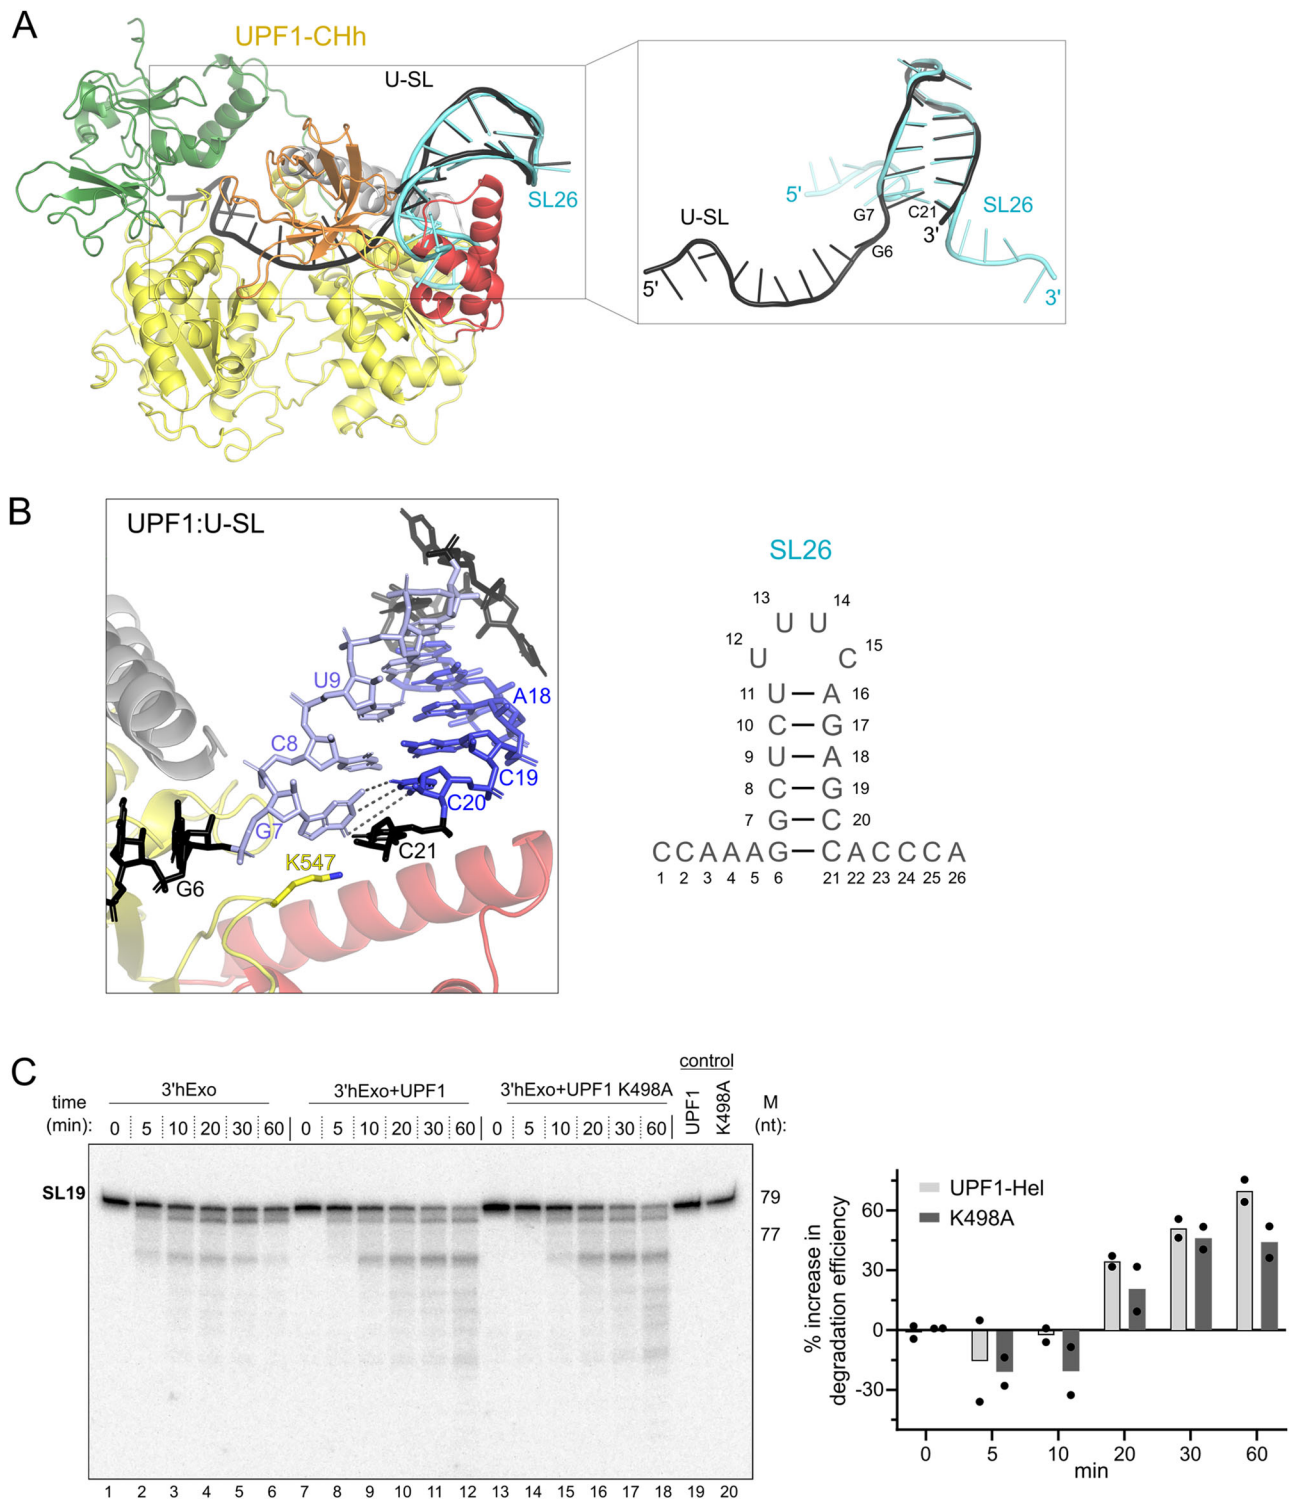 A
UPF1-CHh
U-SL
SL26
5'
U-SL
G7
C21
SL26
3'
G6
5'
3'
B
UPF1:U-SL
SL26
U9
A18
C8
C19
C20
G7
C21
K547
G6
13 14
U U
12 15
U C
11 U A 16
10 C G 17
9 U A 18
8 C G 19
7 G C 20
C C A A A G C A C C C A
1 2 3 4 5 6 21 22 23 24 25 26
C
control
3'hExo 3'hExo+UPF1 3'hExo+UPF1 K498A UPF1 K498A
time M
(min): 0 5 10 20 30 60 0 5 10 20 30 60 0 5 10 20 30 60 (nt):
SL19 79
77
1 2 3 4 5 6 7 8 9 10 11 12 13 14 15 16 17 18 19 20
% increase in
degradation efficiency
UPF1-Hel
K498A
60
30
0
-30
0 5 10 20 30 60
min